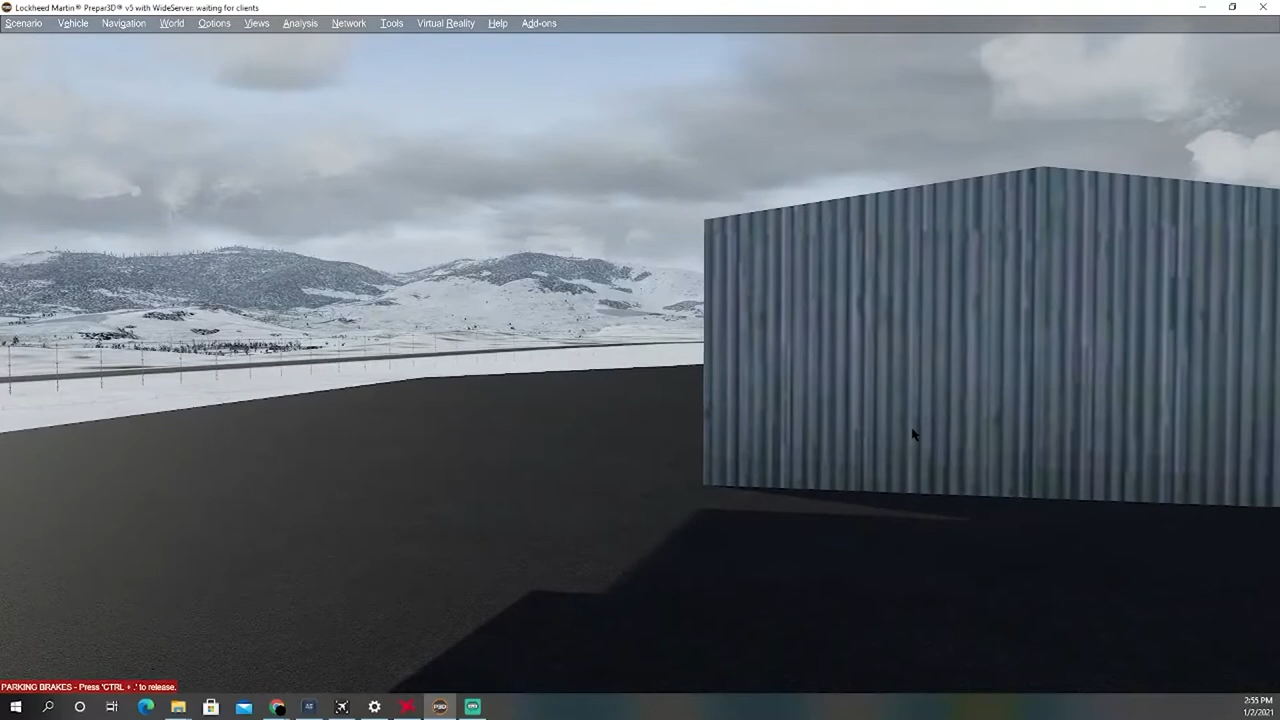 Lockheed Martin® Prepar3D® v5 with WideServer: waiting for clients
Scenario Vehicle Navigation World Options Views Analysis Network Tools Virtual Reality Help Add-ons
PARKING BRAKES - Press 'CTRL + .' to release.
2:55 PM
1/2/2021